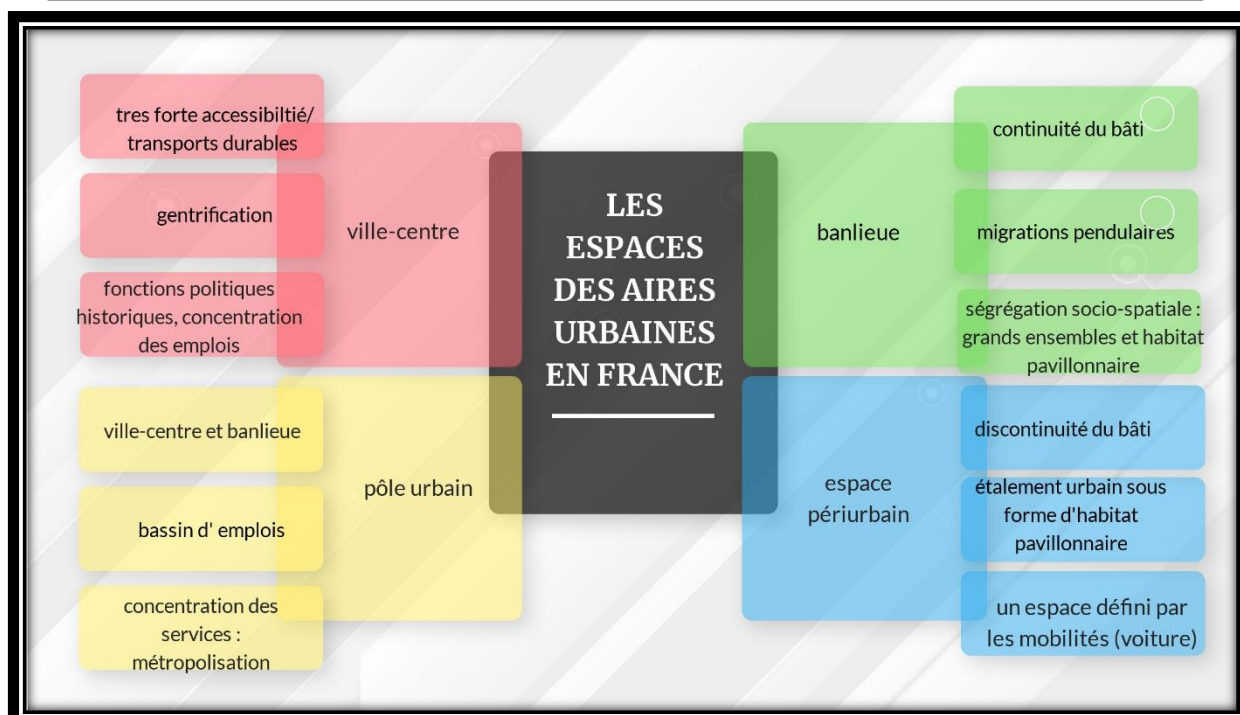 LES
ESPACES
DES AIRES
URBAINES
EN FRANCE
ville-centre
tres forte accessibiltié/
transports durables
gentrification
fonctions politiques
historiques, concentration
des emplois
pôle urbain
ville-centre et banlieue
bassin d' emplois
concentration des
services :
métropolisation
banlieue
continuité du bâti
migrations pendulaires
ségrégation socio-spatiale :
grands ensembles et habitat
pavillonnaire
espace
périurbain
discontinuité du bâti
étalement urbain sous
forme d'habitat
pavillonnaire
un espace défini par
les mobilités (voiture)